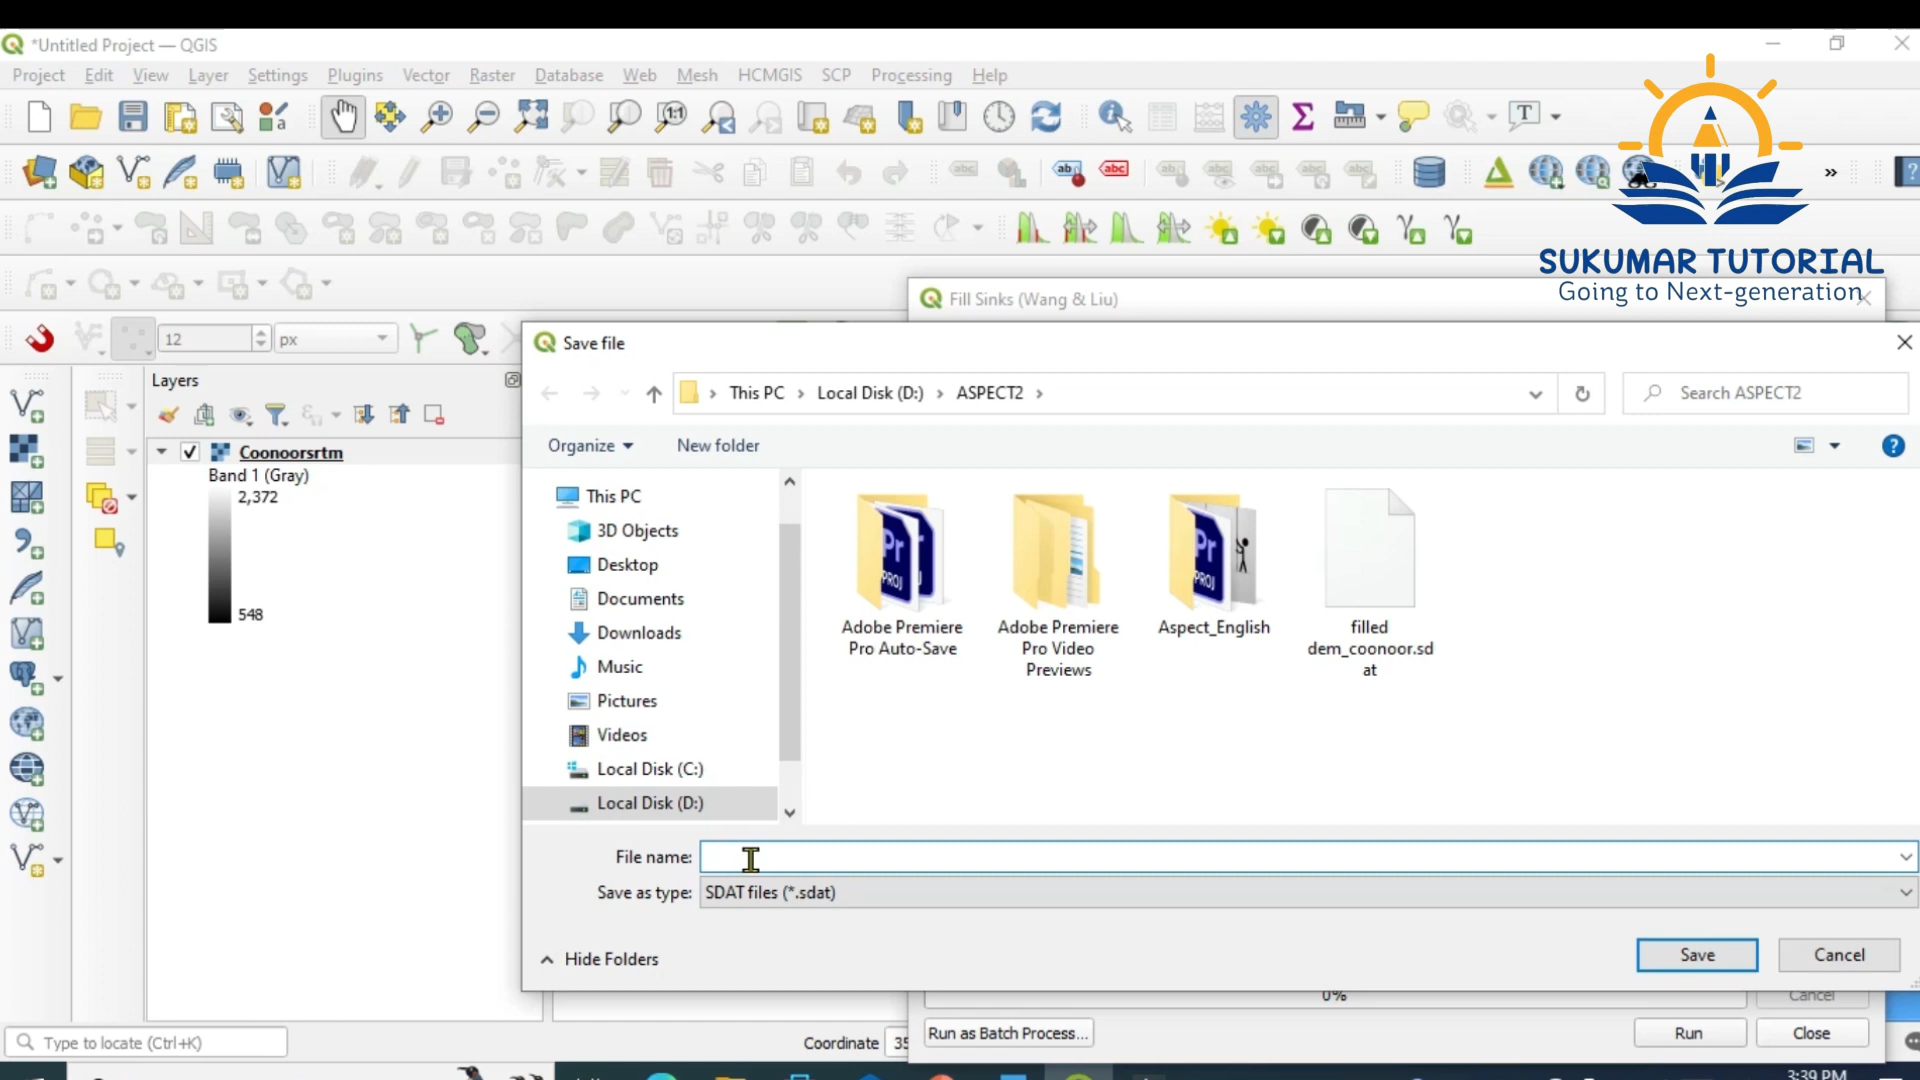 *Untitled Project — QGIS
Project Edit View Layer Settings Plugins Vector Raster Database Web Mesh HCMGIS SCP Processing Help
SUKUMAR TUTORIAL
Going to Next-generation
Fill Sinks (Wang & Liu)
12 px
Save file
Layers
This PC Local Disk (D:) ASPECT2
Search ASPECT2
Organize New folder
Coonoorsrtm
Band 1 (Gray)
2,372
548
This PC
3D Objects
Desktop
Documents
Downloads
Music
Pictures
Videos
Local Disk (C:)
Local Disk (D:)
Adobe Premiere
Pro Auto-Save
Adobe Premiere
Pro Video
Previews
Aspect_English
filled
dem_coonoor.sd
at
File name:
Save as type: SDAT files (*.sdat)
Hide Folders
Save Cancel
0% Cancel
Type to locate (Ctrl+K)
Coordinate 35
Run as Batch Process... Run Close
3:39 PM